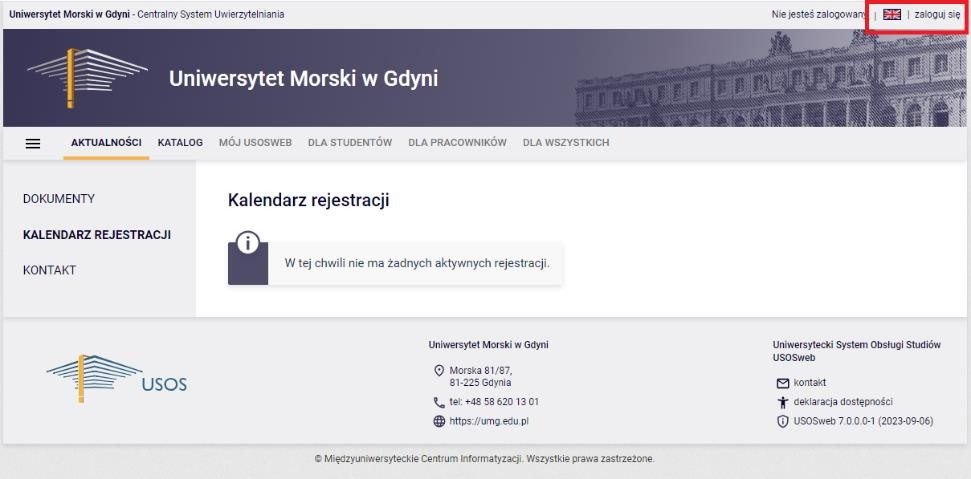 Uniwersytet Morski w Gdyni - Centralny System Uwierzytelniania
Nie jesteś zalogowany | | zaloguj się
Uniwersytet Morski w Gdyni
AKTUALNOŚCI KATALOG MÓJ USOSWEB DLA STUDENTÓW DLA PRACOWNIKÓW DLA WSZYSTKICH
DOKUMENTY
KALENDARZ REJESTRACJI
KONTAKT
Kalendarz rejestracji
W tej chwili nie ma żadnych aktywnych rejestracji.
USOS
Uniwersytet Morski w Gdyni
Morska 81/87,
81-225 Gdynia
tel: +48 58 620 13 01
https://umg.edu.pl
Uniwersytecki System Obsługi Studiów
USOSweb
kontakt
deklaracja dostępności
USOSweb 7.0.0.0-1 (2023-09-06)
© Międzyuniwersyteckie Centrum Informatyzacji. Wszystkie prawa zastrzeżone.